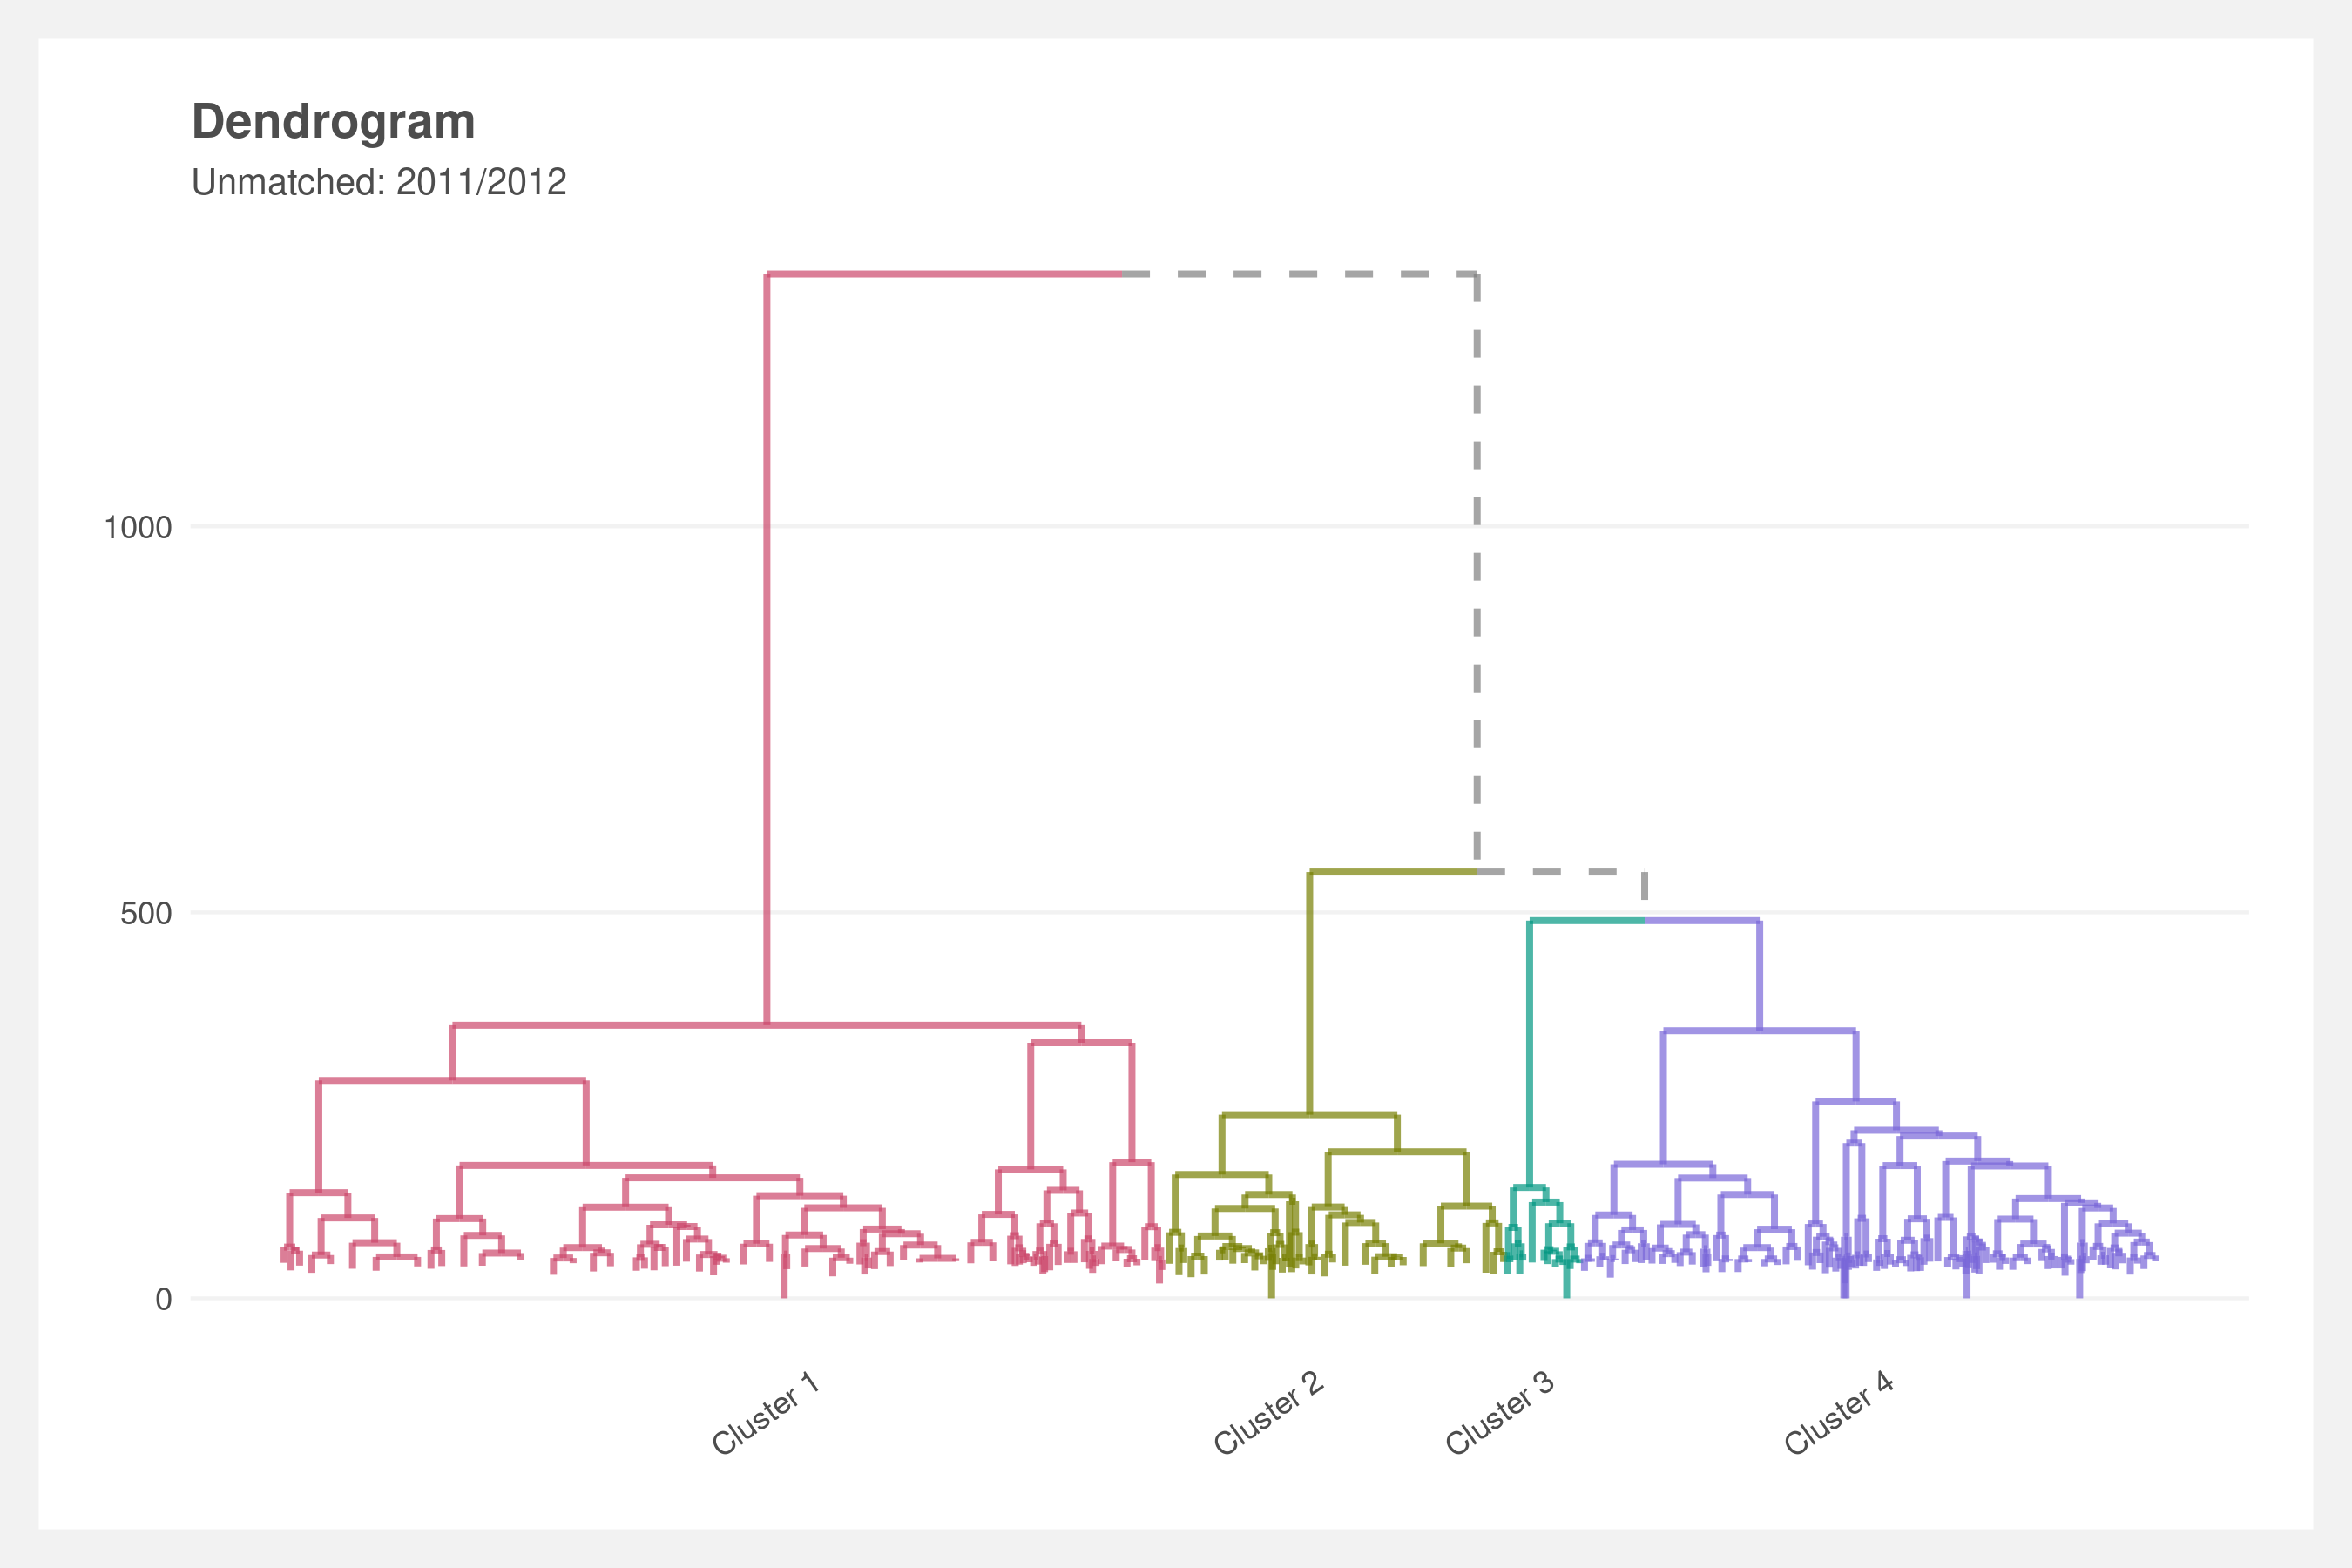 Dendrogram
Unmatched: 2011/2012
1000
500
0
Cluster 1
Cluster 2
Cluster 3
Cluster 4